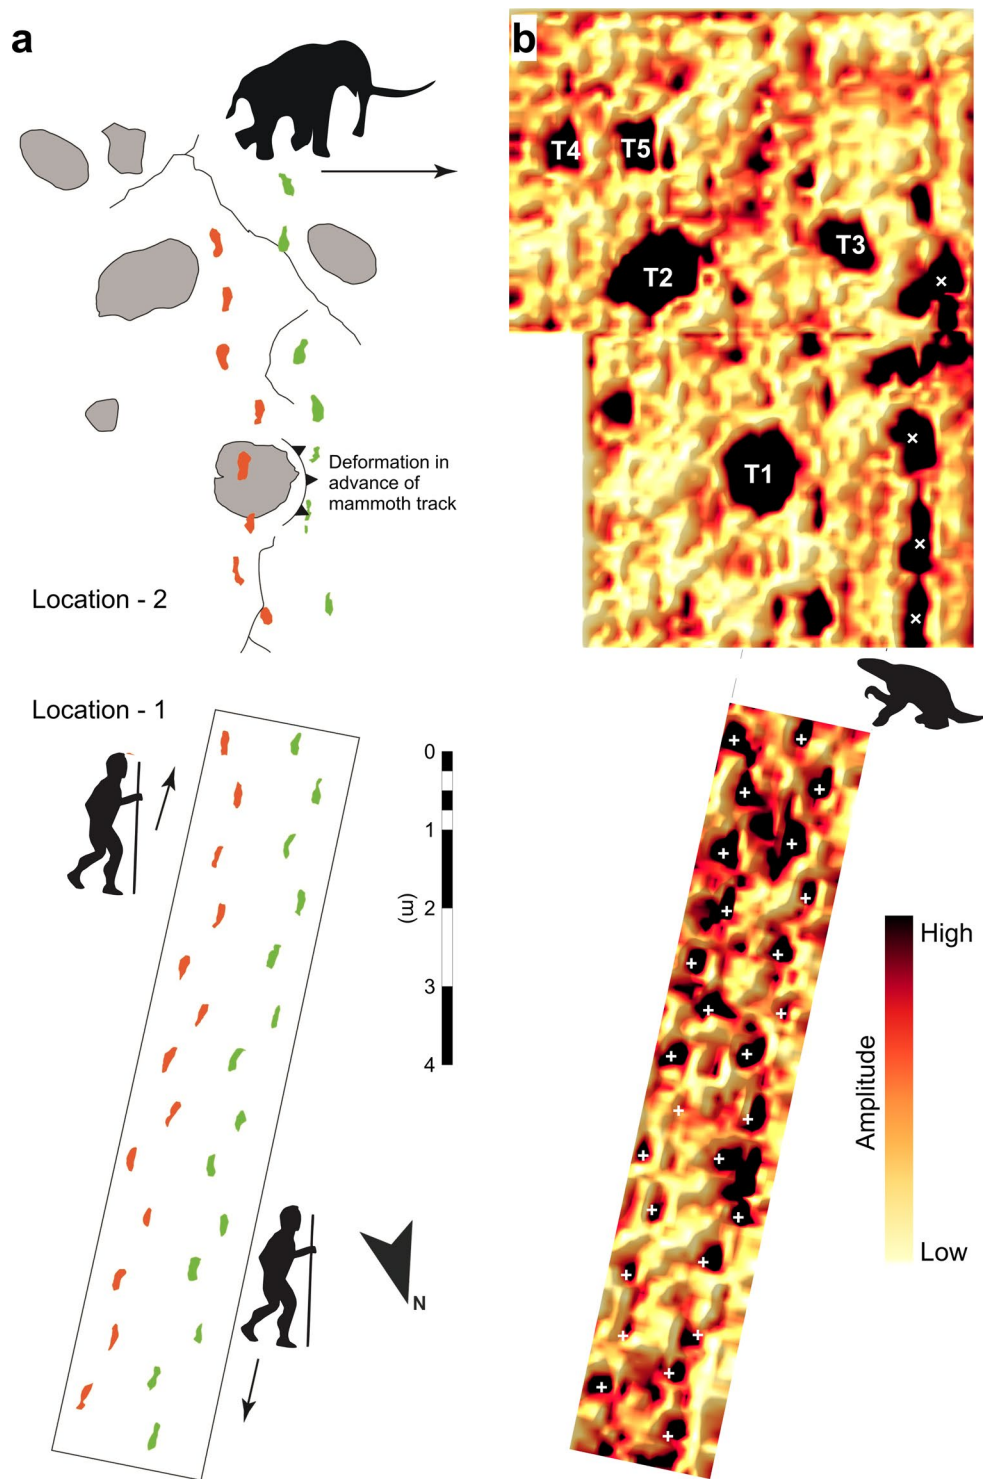 a
b
T4
T5
T3
T2
×
×
T1
×
×
Deformation in
advance of
mammoth track
Location - 2
Location - 1
0
1
2
3
4
(m)
N
Amplitude
High
Low